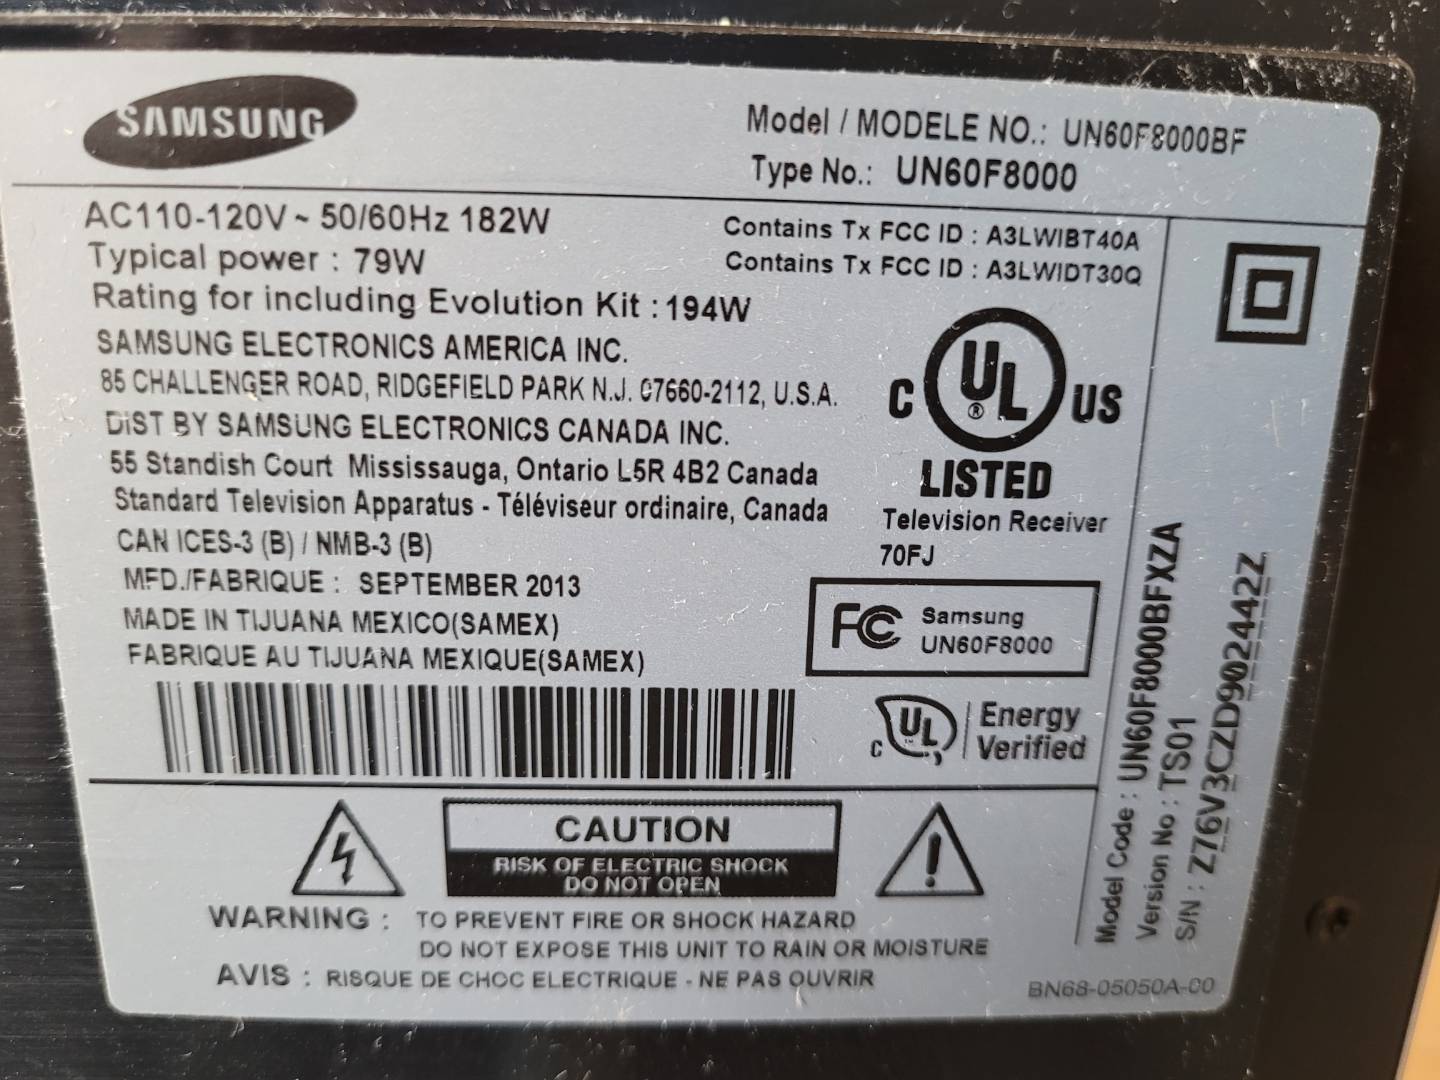 SAMSUNG
Model / MODELE NO.: UN60F8000BF
Type No.: UN60F8000
AC110-120V ~ 50/60Hz 182W
Typical power : 79W
Rating for including Evolution Kit : 194W
Contains Tx FCC ID : A3LWIBT40A
Contains Tx FCC ID : A3LWIDT30Q
SAMSUNG ELECTRONICS AMERICA INC.
85 CHALLENGER ROAD, RIDGEFIELD PARK N.J. 07660-2112, U.S.A.
DiST BY SAMSUNG ELECTRONICS CANADA INC.
55 Standish Court Mississauga, Ontario L5R 4B2 Canada
Standard Television Apparatus - Téléviseur ordinaire, Canada
CAN ICES-3 (B) / NMB-3 (B)
MFD./FABRIQUE : SEPTEMBER 2013
MADE IN TIJUANA MEXICO(SAMEX)
FABRIQUE AU TIJUANA MEXIQUE(SAMEX)
C UL ® US
LISTED
Television Receiver
70FJ
FC Samsung
UN60F8000
c UL Energy
Verified
CAUTION
RISK OF ELECTRIC SHOCK
DO NOT OPEN
WARNING : TO PREVENT FIRE OR SHOCK HAZARD
DO NOT EXPOSE THIS UNIT TO RAIN OR MOISTURE
AVIS : RISQUE DE CHOC ELECTRIQUE - NE PAS OUVRIR
Model Code : UN60F8000BFXZA
Version No : TS01
S/N : Z76V3CZD902442Z
BN68-05050A-00